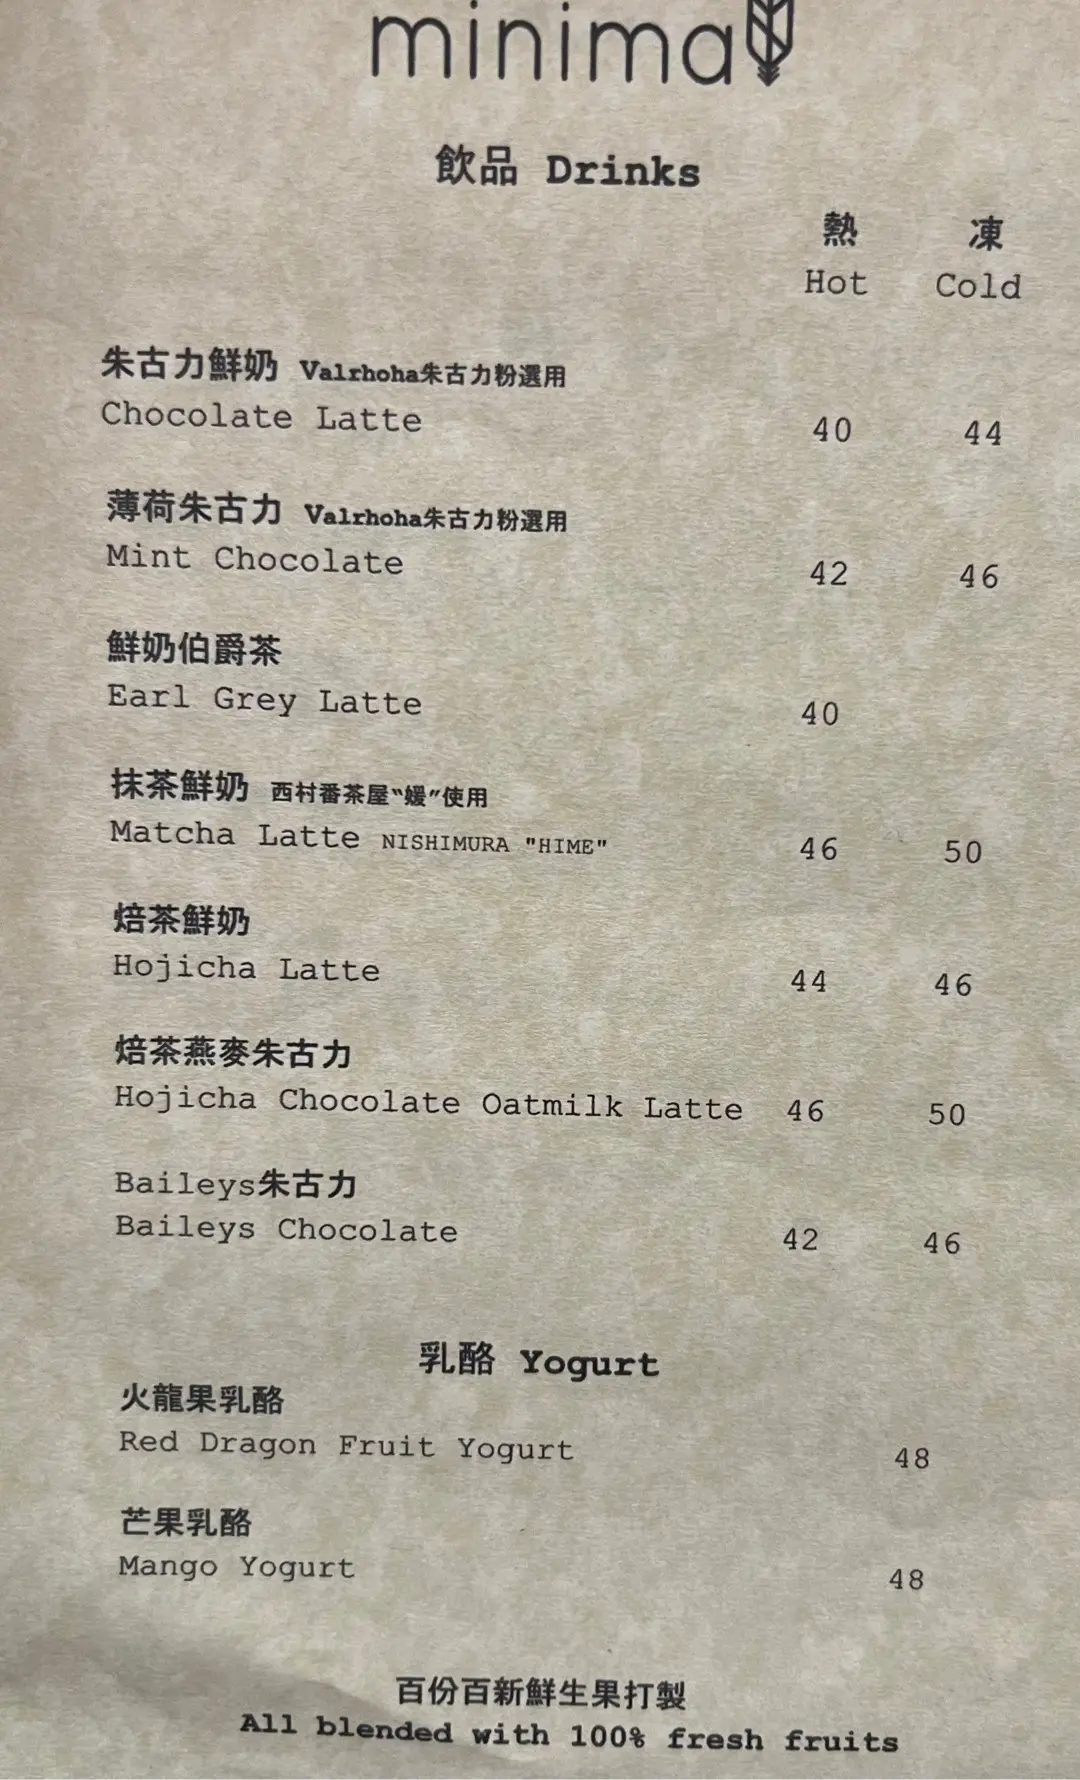 minimal
飲品 Drinks
熱 凍
Hot Cold
朱古力鮮奶 Valrhoha朱古力粉選用
Chocolate Latte 40 44
薄荷朱古力 Valrhoha朱古力粉選用
Mint Chocolate 42 46
鮮奶伯爵茶
Earl Grey Latte 40
抹茶鮮奶 西村番茶屋“媛”使用
Matcha Latte NISHIMURA "HIME" 46 50
焙茶鮮奶
Hojicha Latte 44 46
焙茶燕麥朱古力
Hojicha Chocolate Oatmilk Latte 46 50
Baileys朱古力
Baileys Chocolate 42 46
乳酪 Yogurt
火龍果乳酪
Red Dragon Fruit Yogurt 48
芒果乳酪
Mango Yogurt 48
百份百新鮮生果打製
All blended with 100% fresh fruits